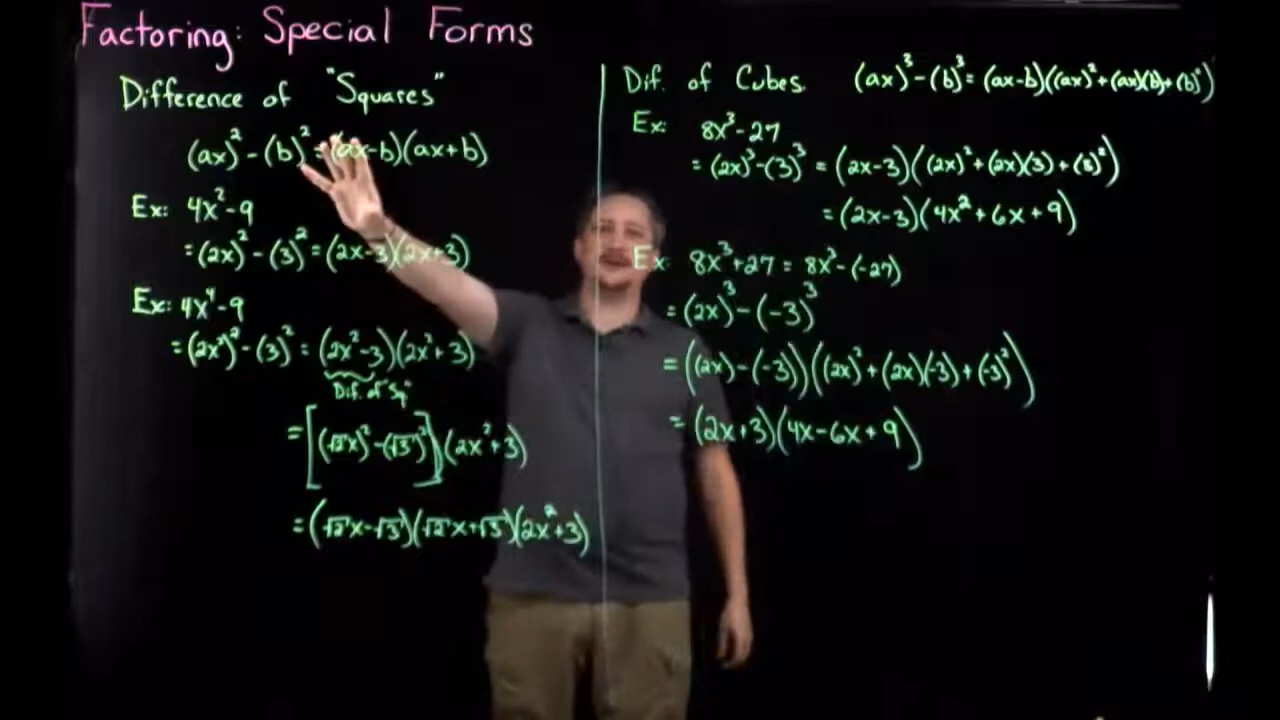 Factoring: Special Forms
Difference of "Squares"
(ax)² - (b)² = (ax-b)(ax+b)
Ex: 4x²-9
= (2x)² - (3)² = (2x-3)(2x+3)
Ex: 4x⁴-9
= (2x²)² - (3)² = (2x²-3)(2x²+3)
Dif. of Sq"
= [(√2x)² - (√3)²](2x²+3)
= (√2x-√3)(√2x+√3)(2x²+3)
Dif. of Cubes (ax)³ - (b)³ = (ax-b)((ax)² + (ax)(b) + (b)²)
Ex: 8x³-27
= (2x)³-(3)³ = (2x-3)((2x)² + (2x)(3) + (3)²)
= (2x-3)(4x² + 6x + 9)
Ex: 8x³+27 = 8x³-(-27)
= (2x)³ - (-3)³
= ((2x) - (-3))((2x)² + (2x)(-3) + (-3)²)
= (2x+3)(4x-6x+9)